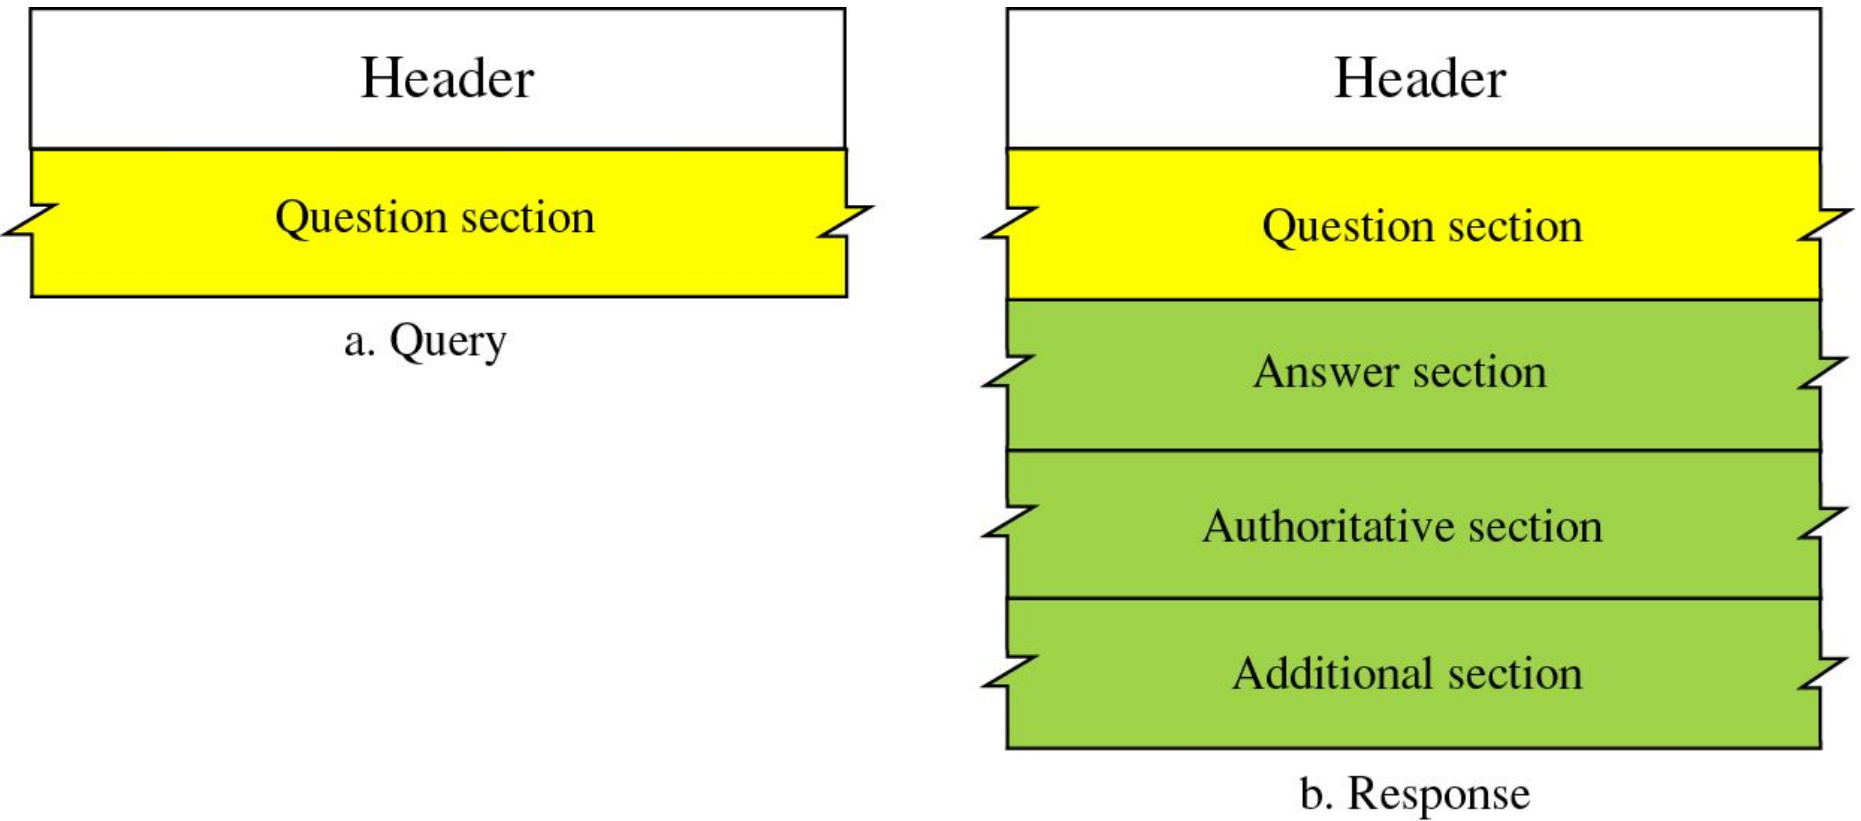 Header
Question section
a. Query
Header
Question section
Answer section
Authoritative section
Additional section
b. Response